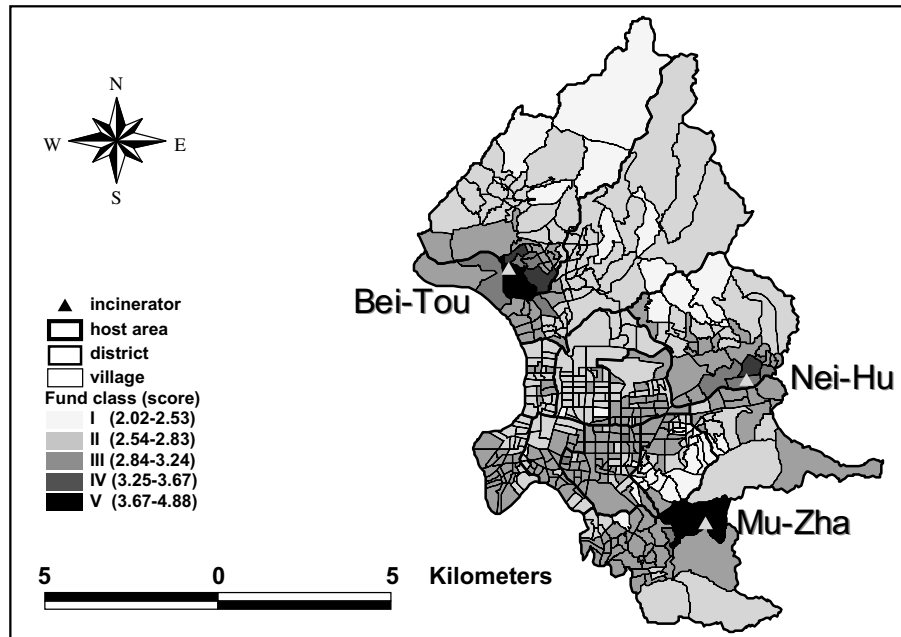 N
W E
S
Bei-Tou
Nei-Hu
Mu-Zha
incinerator
host area
district
village
Fund class (score)
I (2.02-2.53)
II (2.54-2.83)
III (2.84-3.24)
IV (3.25-3.67)
V (3.67-4.88)
5 0 5 Kilometers